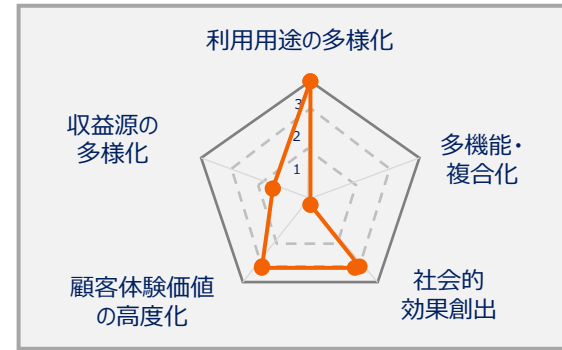 利用用途の多様化
3
2
1
収益源の
多様化
多機能・
複合化
顧客体験価値
の高度化
社会的
効果創出